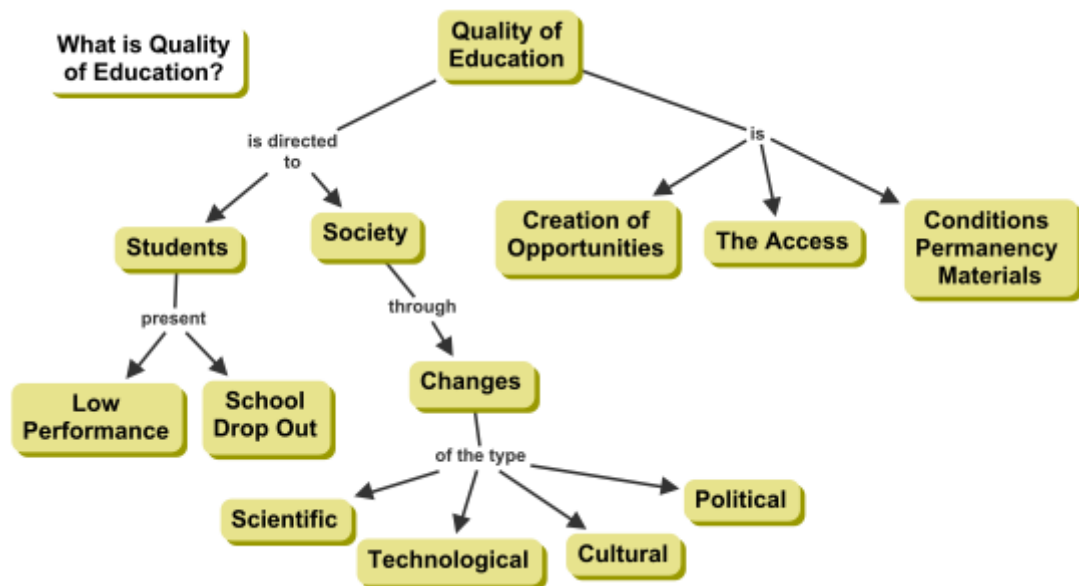 What is Quality
of Education?
Quality of
Education
is directed
to
is
Students
Society
Creation of
Opportunities
The Access
Conditions
Permanency
Materials
present
through
Low
Performance
School
Drop Out
Changes
of the type
Scientific
Technological
Cultural
Political